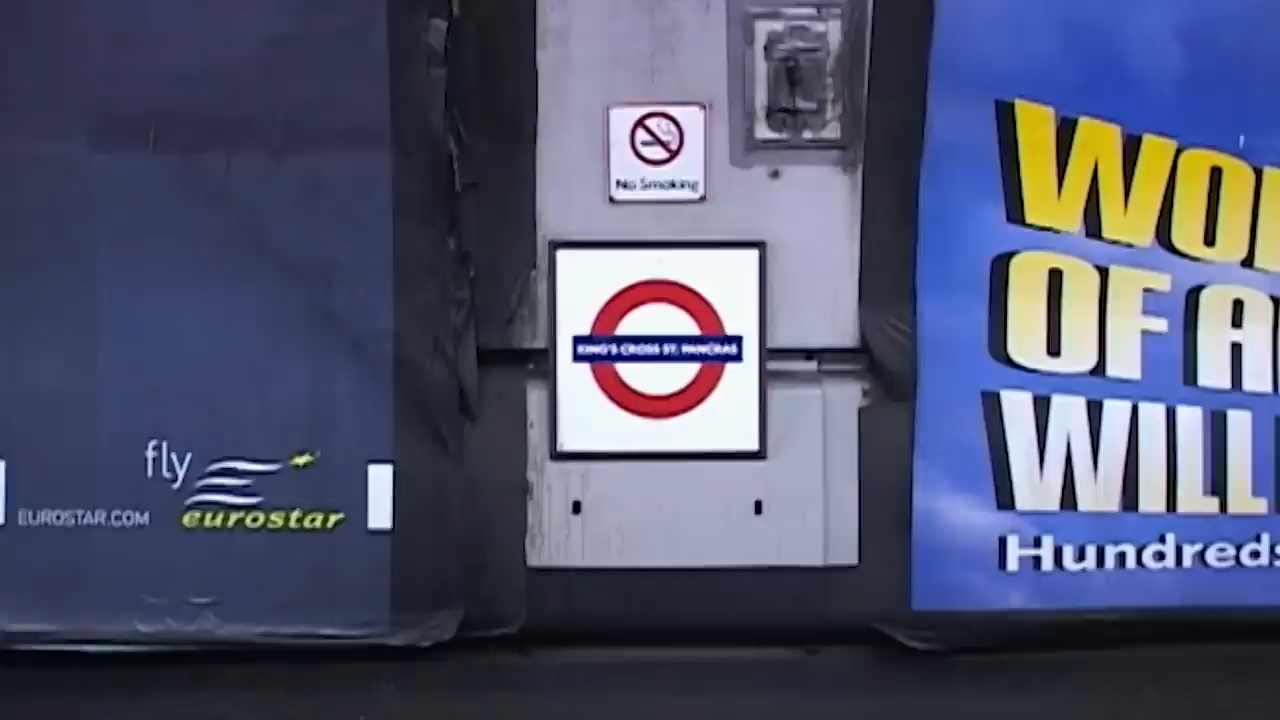 fly
EUROSTAR.COM
eurostar
No Smoking
KING'S CROSS ST. PANCRAS
WO
OF A
WILL
Hundreds